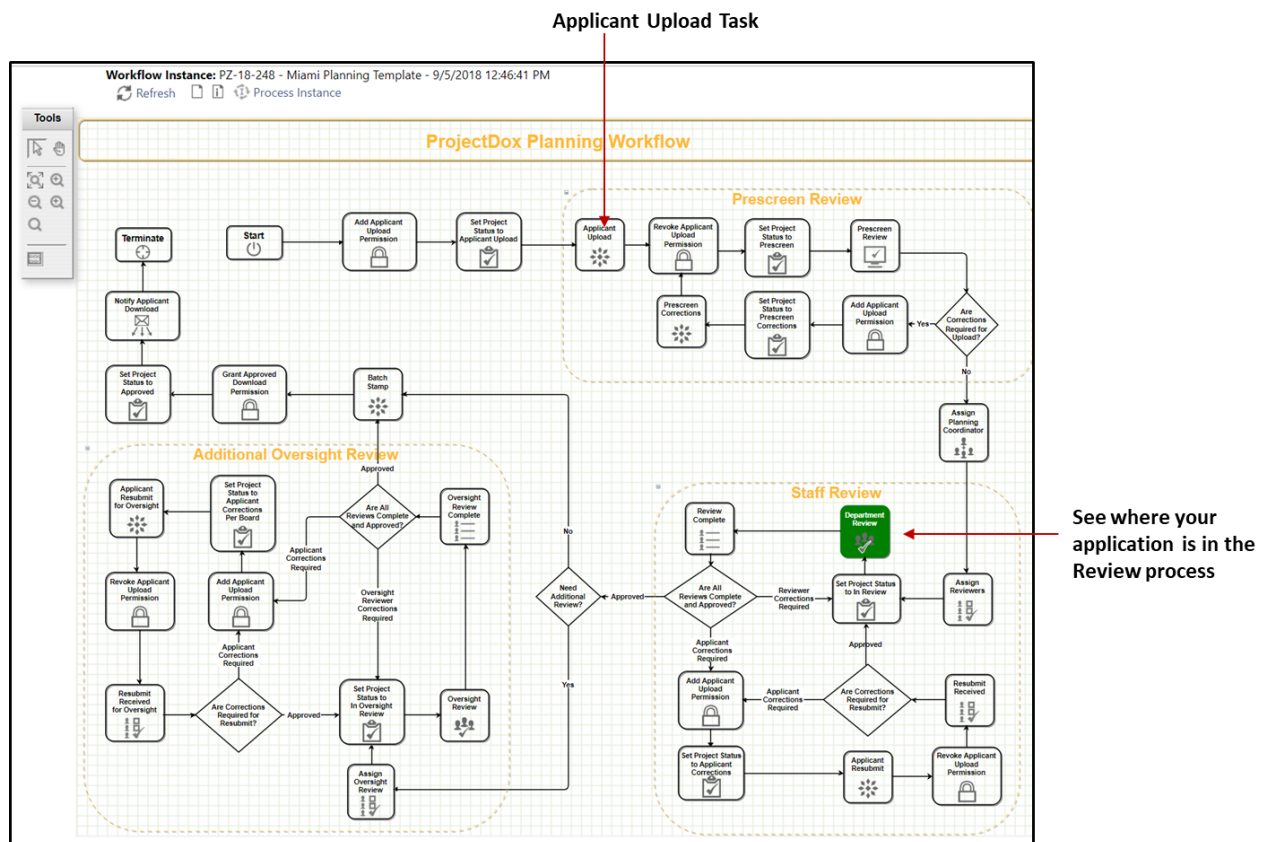 Applicant Upload Task
Workflow Instance: PZ-18-248 - Miami Planning Template - 9/5/2018 12:46:41 PM
Refresh
Process Instance
Tools
ProjectDox Planning Workflow
Prescreen Review
Terminate
Start
Add Applicant
Upload
Permission
Set Project
Status to
Applicant Upload
Applicant
Upload
Revoke Applicant
Upload
Permission
Set Project
Status to
Prescreen
Prescreen
Review
Notify Applicant
Download
Prescreen
Corrections
Set Project
Status to
Prescreen
Corrections
Add Applicant
Upload
Permission
Yes
Are
Corrections
Required for
Upload?
No
Set Project
Status to
Approved
Grant Approved
Download
Permission
Batch
Stamp
Assign
Planning
Coordinator
Additional Oversight Review
Approved
Applicant
Resubmit
for Oversight
Set Project
Status to
Applicant
Corrections
Per Board
Are All
Reviews Complete
and Approved?
Oversight
Review
Complete
Applicant
Corrections
Required
Revoke Applicant
Upload
Permission
Add Applicant
Upload
Permission
Oversight
Reviewer
Corrections
Required
Applicant
Corrections
Required
Resubmit
Received
for Oversight
Are Corrections
Required for
Resubmit?
Approved
Set Project
Status to
In Oversight
Review
Oversight
Review
Assign
Oversight
Review
No
Need
Additional
Review?
Yes
Staff Review
Review
Complete
Department
Review
Approved
Are All
Reviews Complete
and Approved?
Reviewer
Corrections
Required
Set Project Status
to In Review
Assign
Reviewers
Applicant
Corrections
Required
Approved
Add Applicant
Upload
Permission
Applicant
Corrections
Required
Are Corrections
Required for
Resubmit?
Resubmit
Received
Set Project Status
to Applicant
Corrections
Applicant
Resubmit
Revoke Applicant
Upload
Permission
See where your
application is in the
Review process